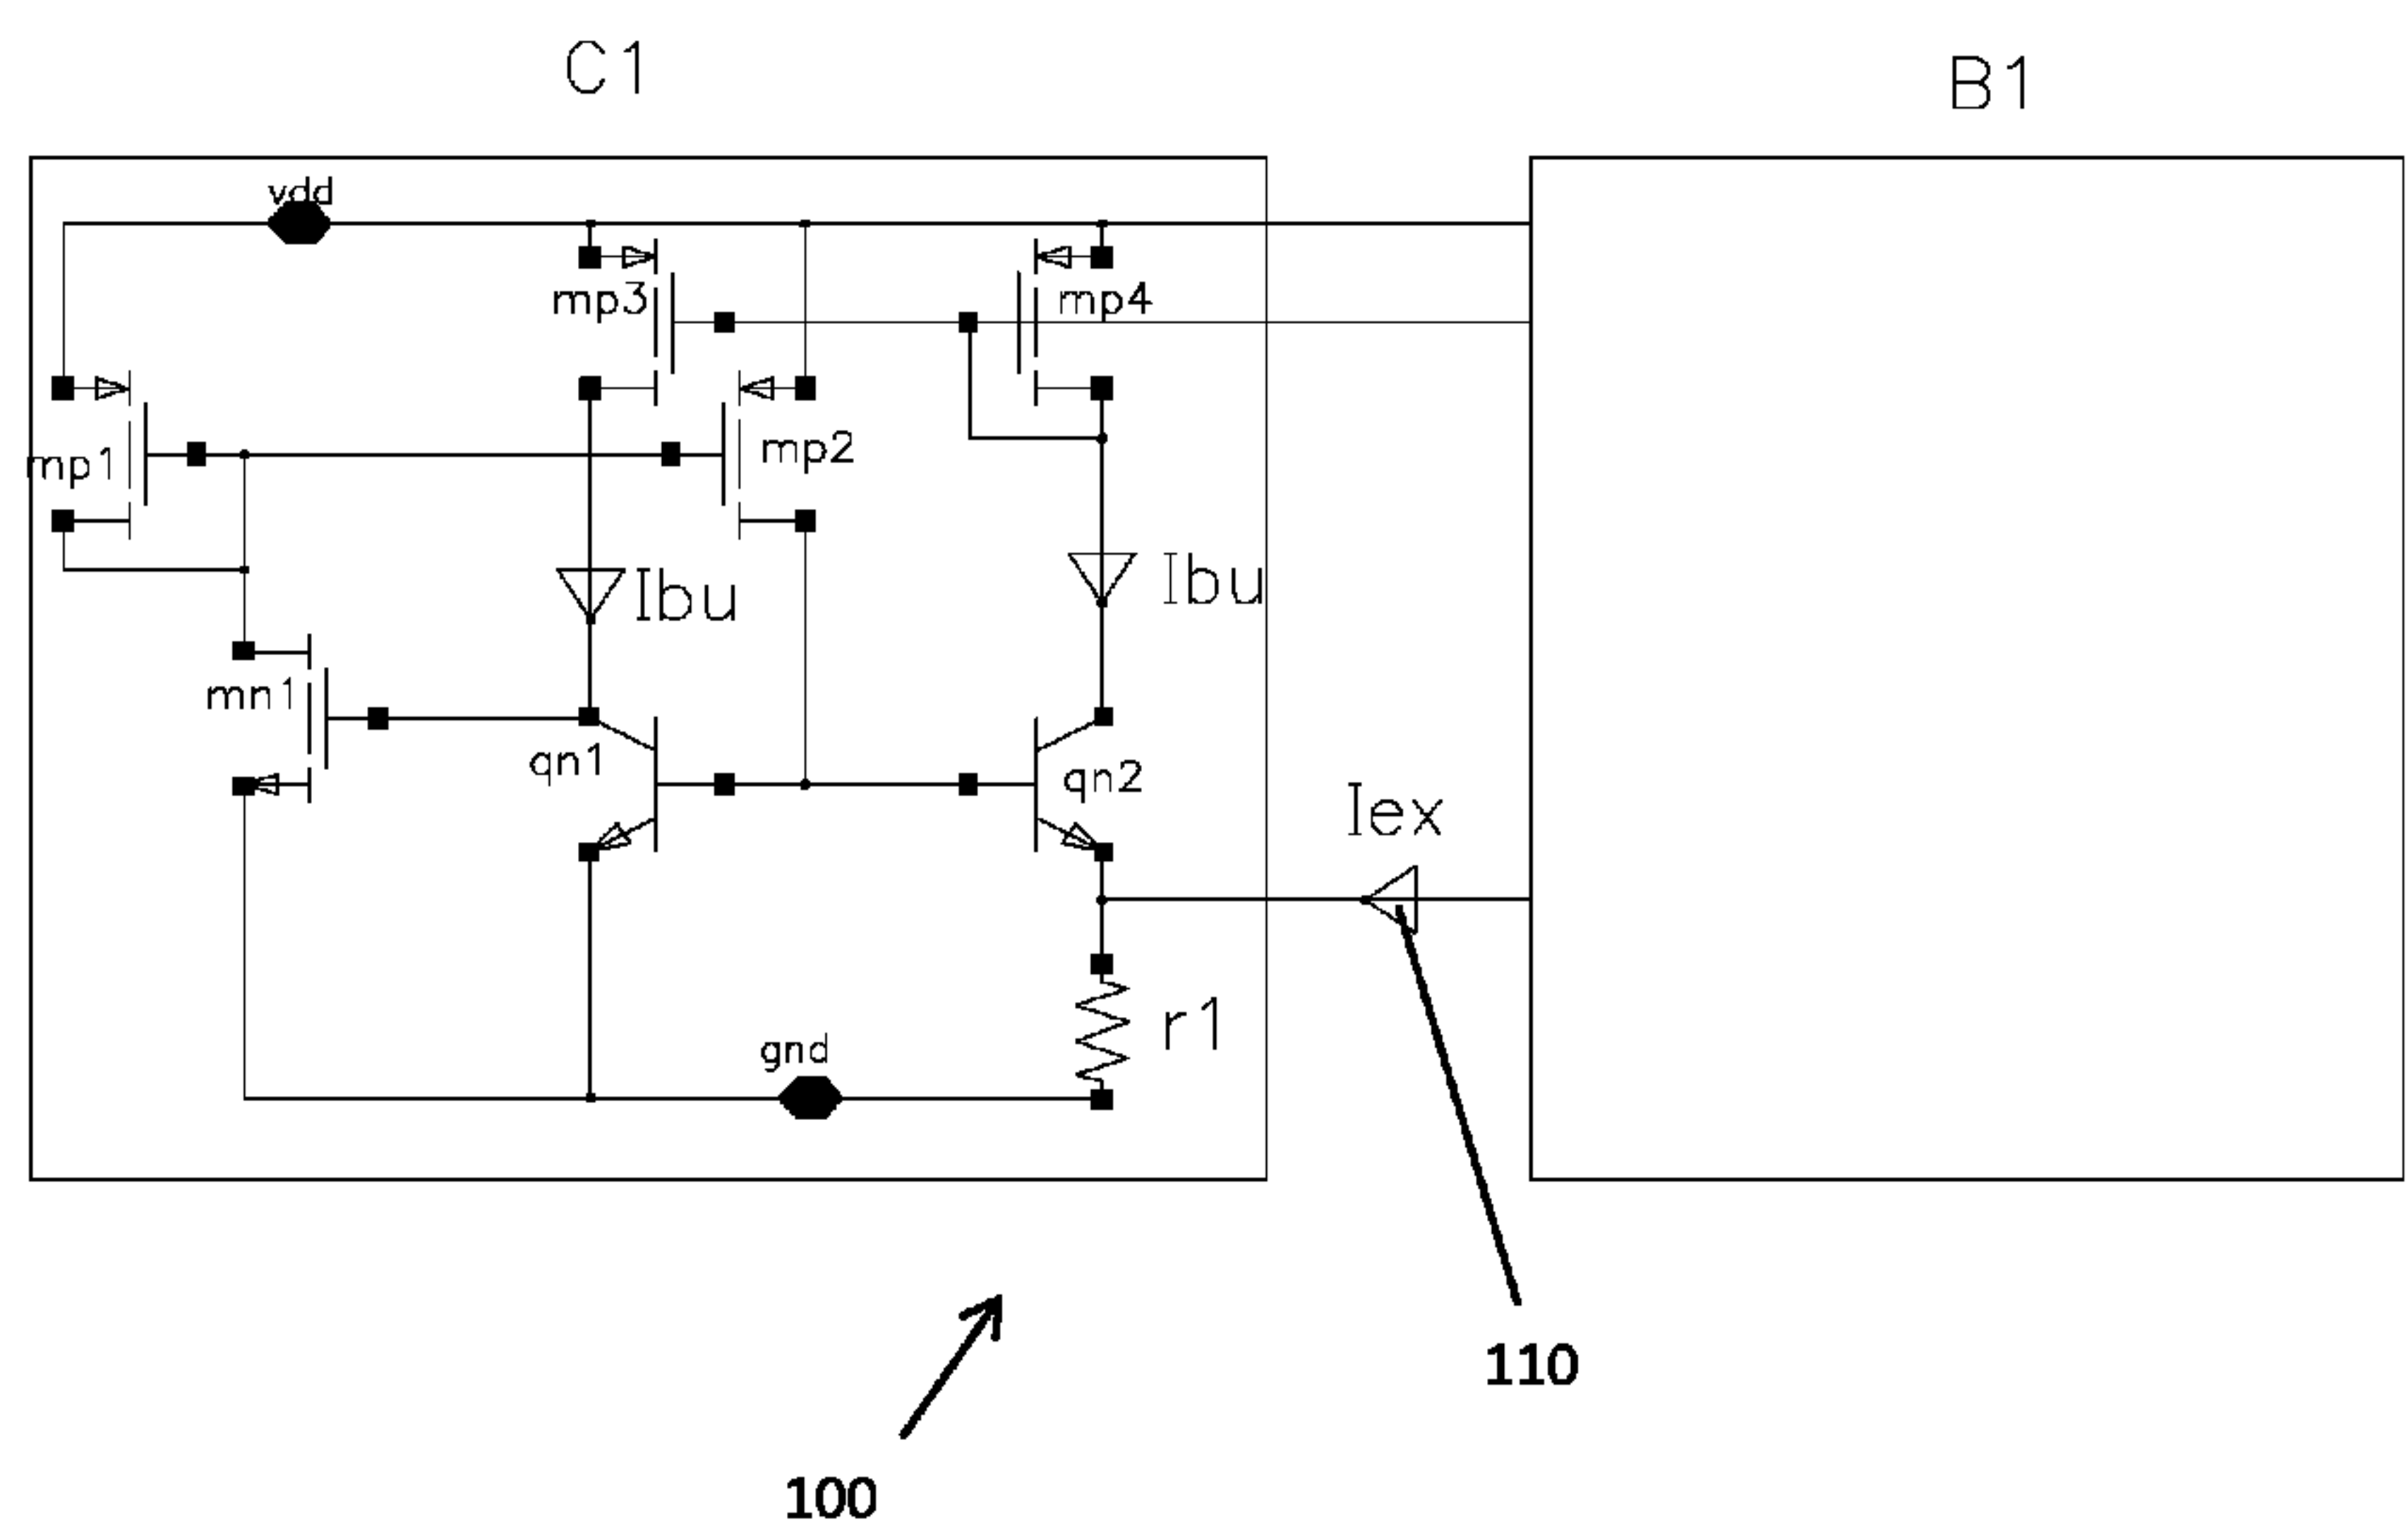 C1
B1
vdd
mp3
mp4
mp1
mp2
Ibu
Ibu
mn1
qn1
qn2
Iex
r1
gnd
110
100